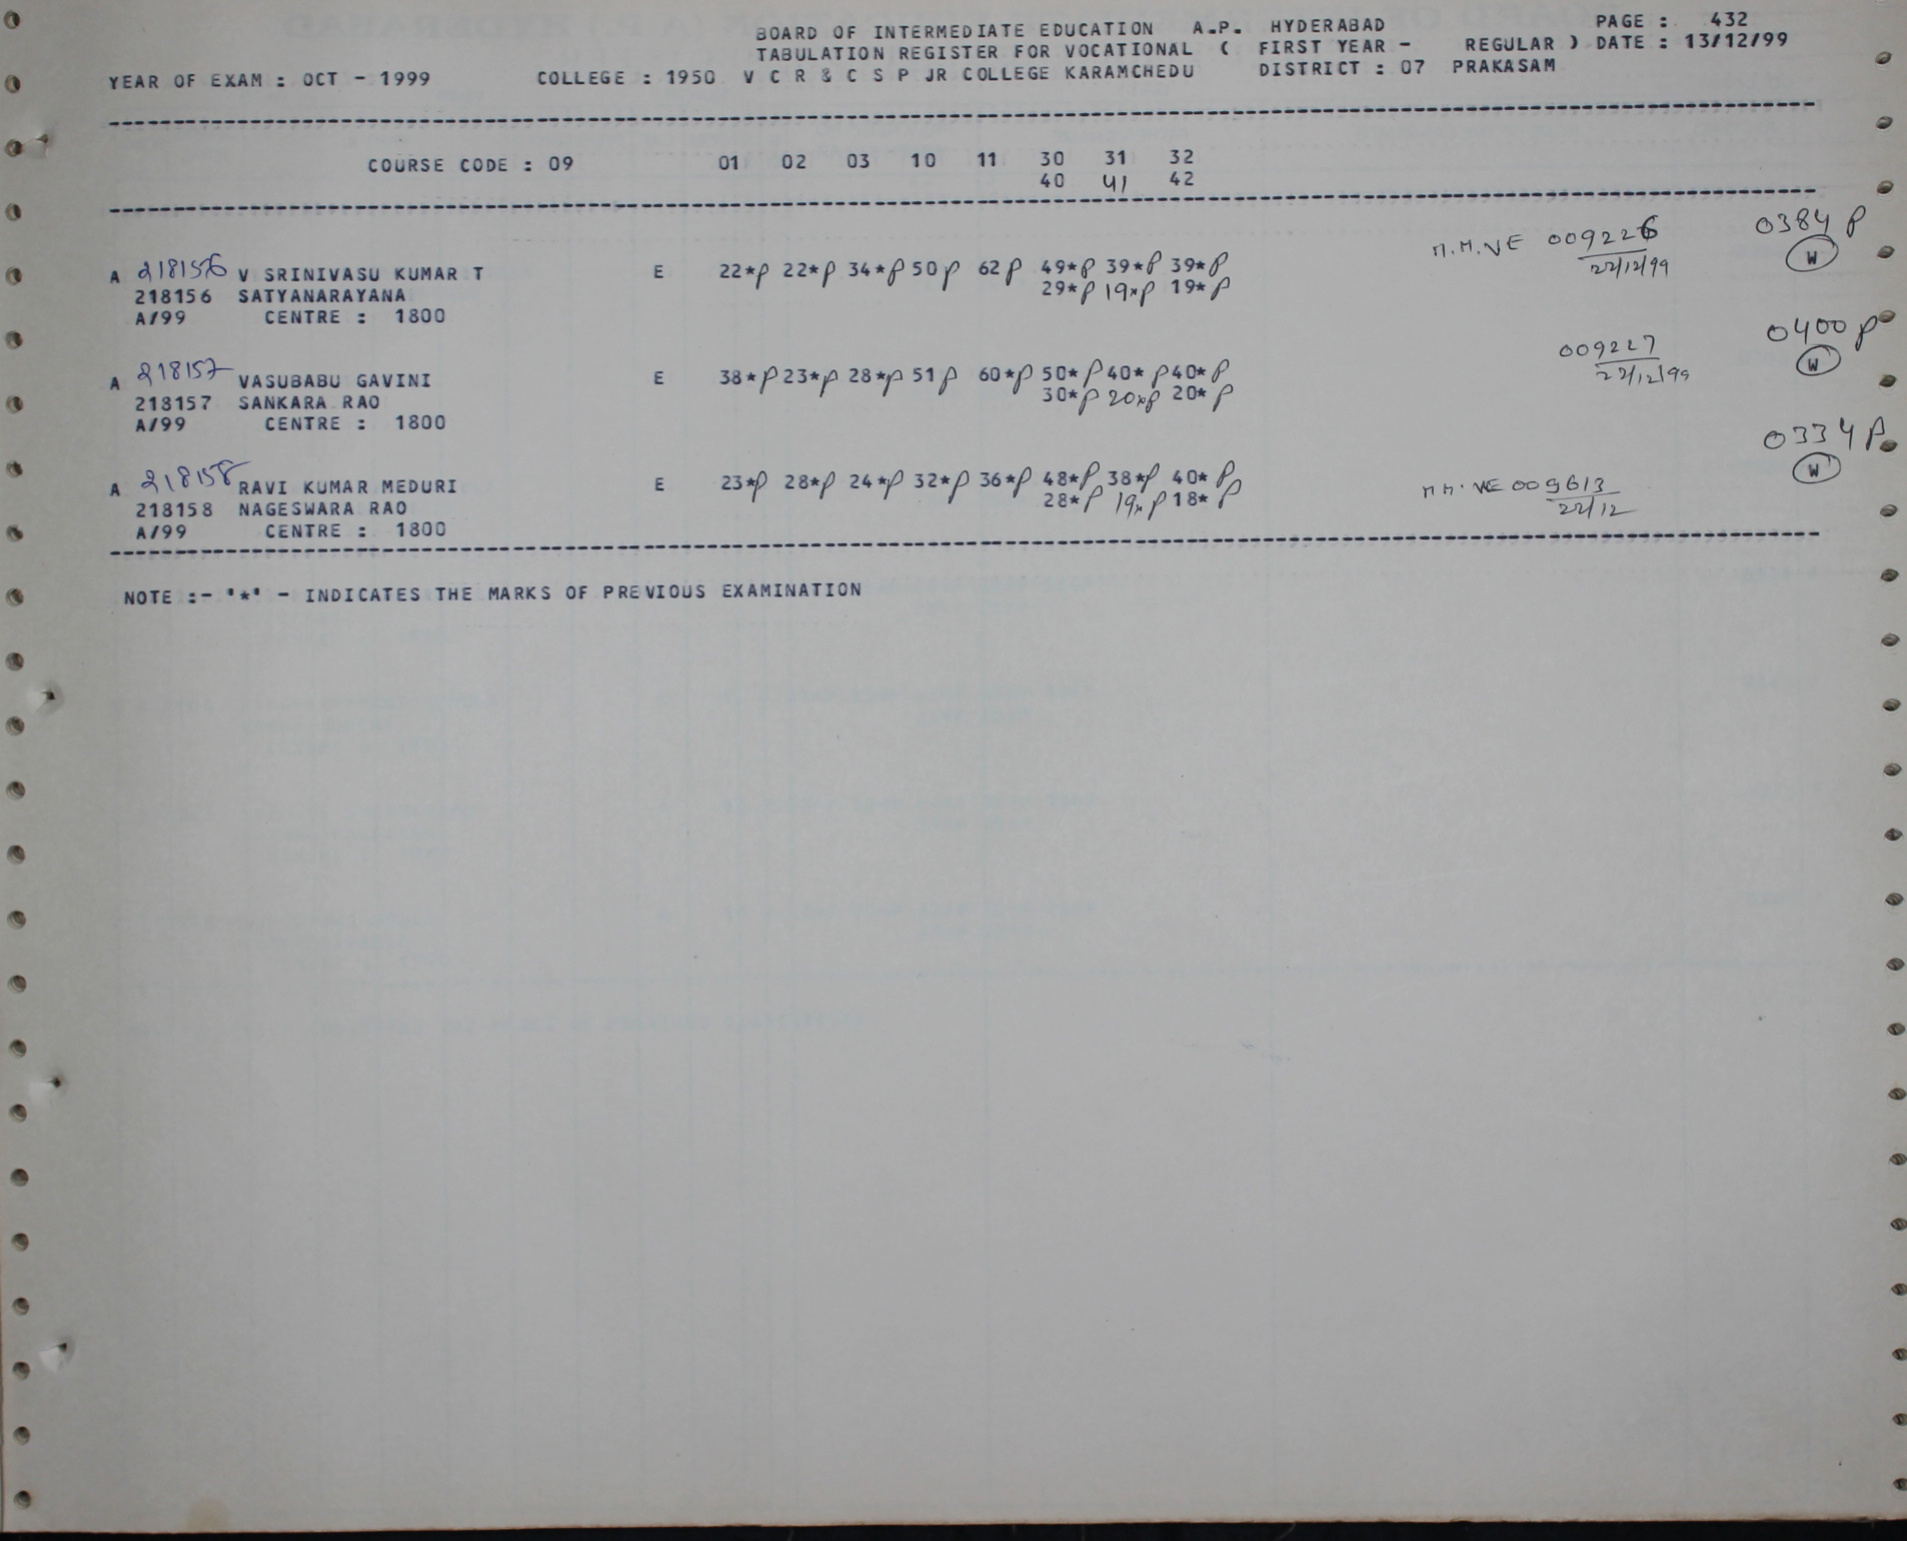 BOARD OF INTERMEDIATE EDUCATION A.P. HYDERABAD PAGE : 432
TABULATION REGISTER FOR VOCATIONAL ( FIRST YEAR - REGULAR ) DATE : 13/12/99
YEAR OF EXAM : OCT - 1999 COLLEGE : 1950 V C R & C S P JR COLLEGE KARAMCHEDU DISTRICT : 07 PRAKASAM
COURSE CODE : 09 01 02 03 10 11 30 31 32
40 41 42
A 218156 V SRINIVASU KUMAR T E 22*P 22*P 34*P 50 P 62 P 49*P 39*P 39*P M.M.VE 009226 0384 P
218156 SATYANARAYANA 29*P 19*P 19*P 22/12/99 W
A/99 CENTRE : 1800
A 218157 VASUBABU GAVINI E 38*P 23*P 28*P 51 P 60*P 50*P 40*P 40*P 009227 0400 P
218157 SANKARA RAO 30*P 20*P 20*P 22/12/99 W
A/99 CENTRE : 1800
A 218158 RAVI KUMAR MEDURI E 23*P 28*P 24*P 32*P 36*P 48*P 38*P 40*P M.M.VE 009613 0334 P
218158 NAGESWARA RAO 28*P 19*P 18*P 22/12 W
A/99 CENTRE : 1800
NOTE :- '*' - INDICATES THE MARKS OF PREVIOUS EXAMINATION